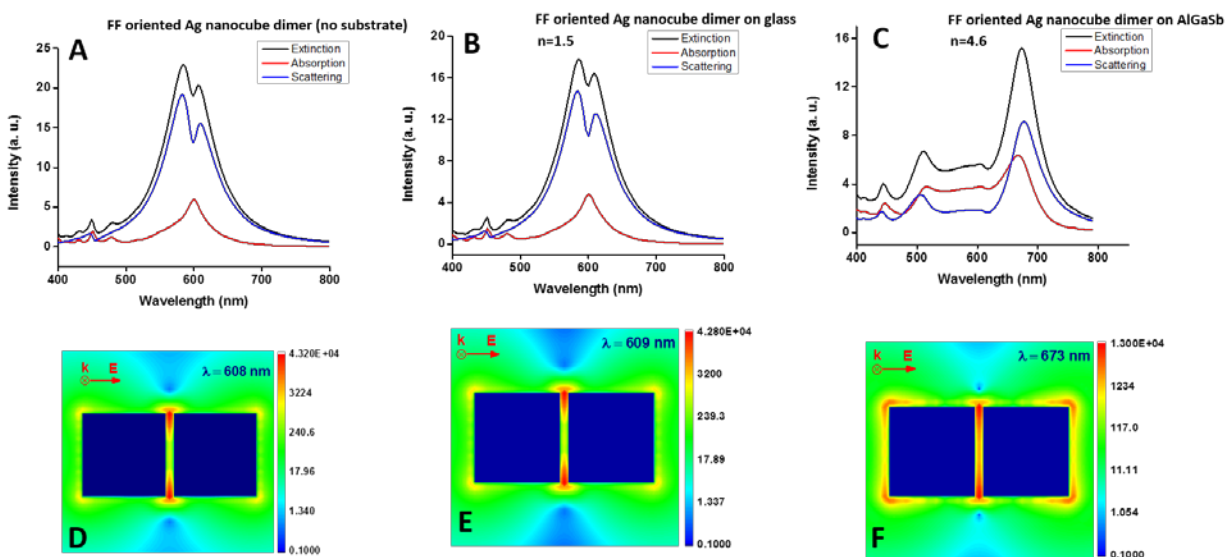 FF oriented Ag nanocube dimer (no substrate)
A
Extinction
Absorption
Scattering
25
20
15
10
5
0
Intensity (a. u.)
400 500 600 700 800
Wavelength (nm)
FF oriented Ag nanocube dimer on glass
B
n=1.5
Extinction
Absorption
Scattering
20
16
12
8
4
0
Intensity (a. u.)
400 500 600 700 800
Wavelength (nm)
FF oriented Ag nanocube dimer on AlGaSb
C
n=4.6
Extinction
Absorption
Scattering
16
12
8
4
0
Intensity (a. u.)
400 500 600 700 800
Wavelength (nm)
k E
λ = 608 nm
4.320E+04
3224
240.6
17.96
1.340
0.1000
D
k E
λ = 609 nm
4.280E+04
3200
239.3
17.89
1.337
0.1000
E
k E
λ = 673 nm
1.300E+04
1234
117.0
11.11
1.054
0.1000
F